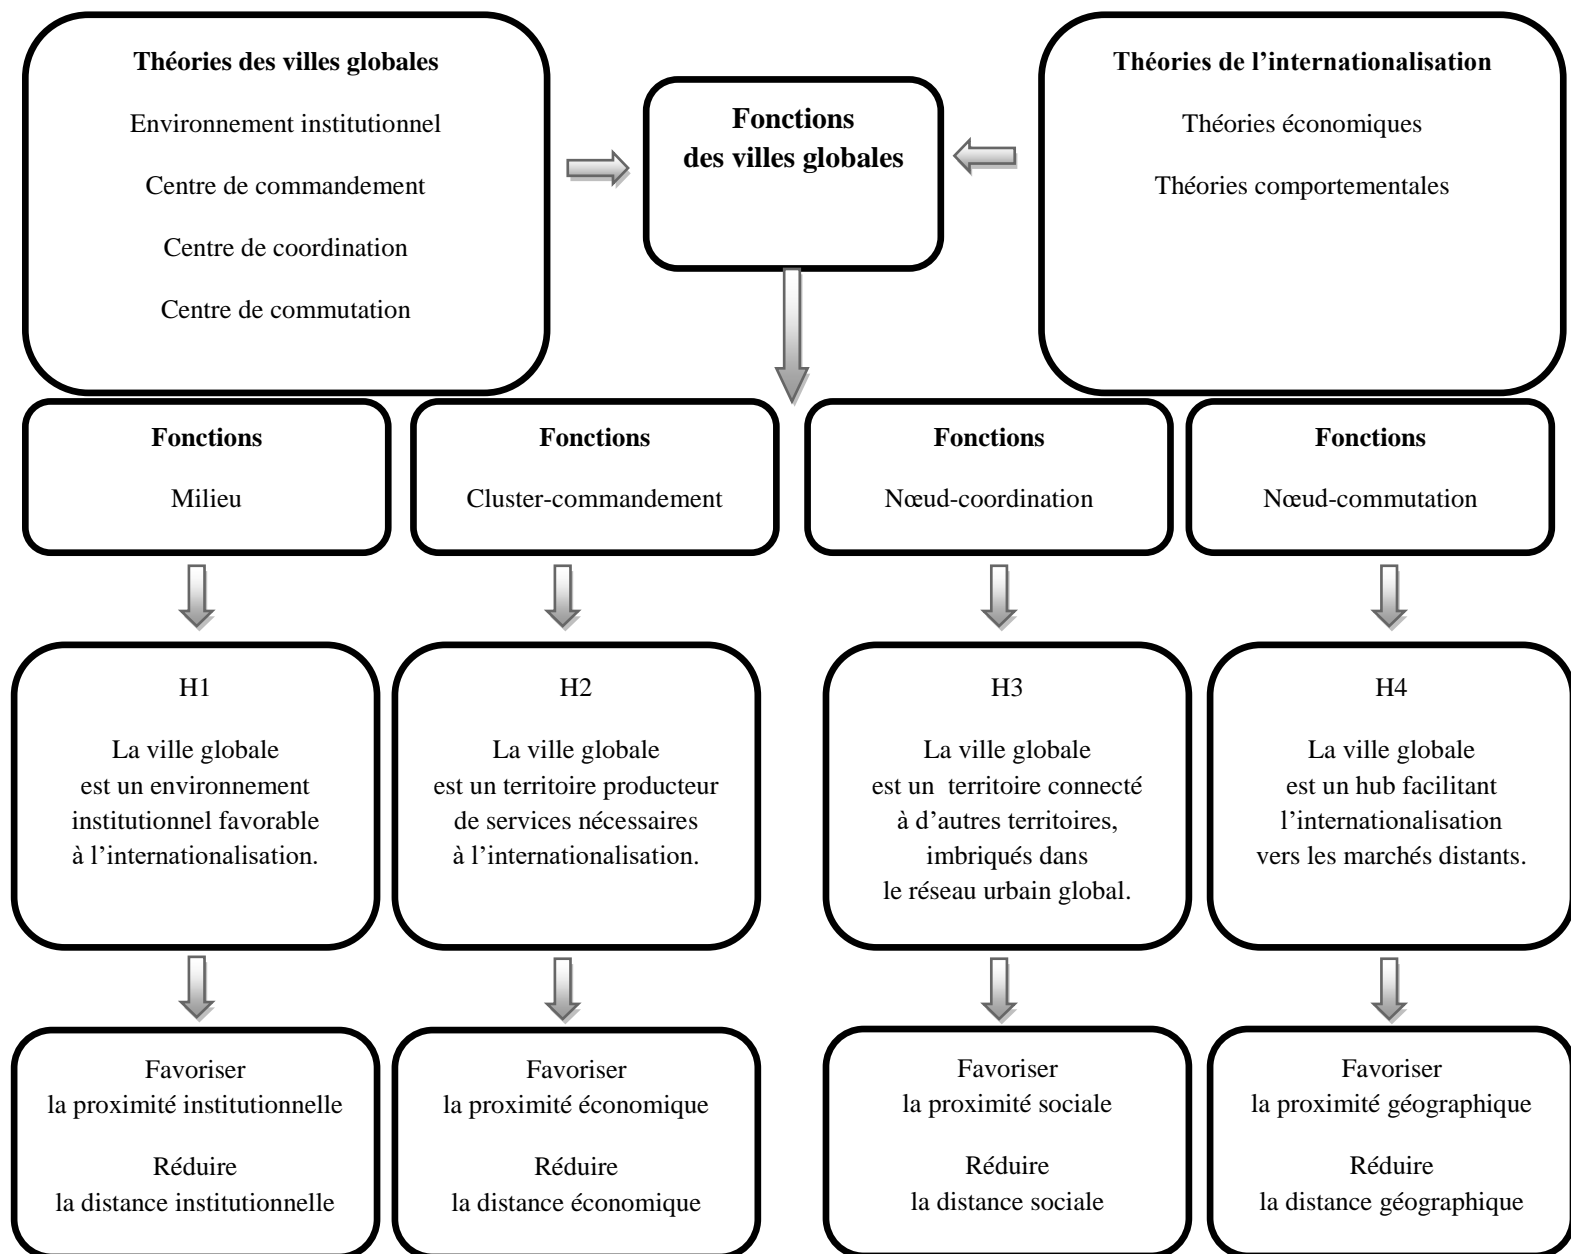 Théories des villes globales
Environnement institutionnel
Centre de commandement
Centre de coordination
Centre de commutation
Fonctions
des villes globales
Théories de l’internationalisation
Théories économiques
Théories comportementales
Fonctions
Milieu
Fonctions
Cluster-commandement
Fonctions
Nœud-coordination
Fonctions
Nœud-commutation
H1
La ville globale
est un environnement
institutionnel favorable
à l’internationalisation.
H2
La ville globale
est un territoire producteur
de services nécessaires
à l’internationalisation.
H3
La ville globale
est un territoire connecté
à d’autres territoires,
imbriqués dans
le réseau urbain global.
H4
La ville globale
est un hub facilitant
l’internationalisation
vers les marchés distants.
Favoriser
la proximité institutionnelle
Réduire
la distance institutionnelle
Favoriser
la proximité économique
Réduire
la distance économique
Favoriser
la proximité sociale
Réduire
la distance sociale
Favoriser
la proximité géographique
Réduire
la distance géographique